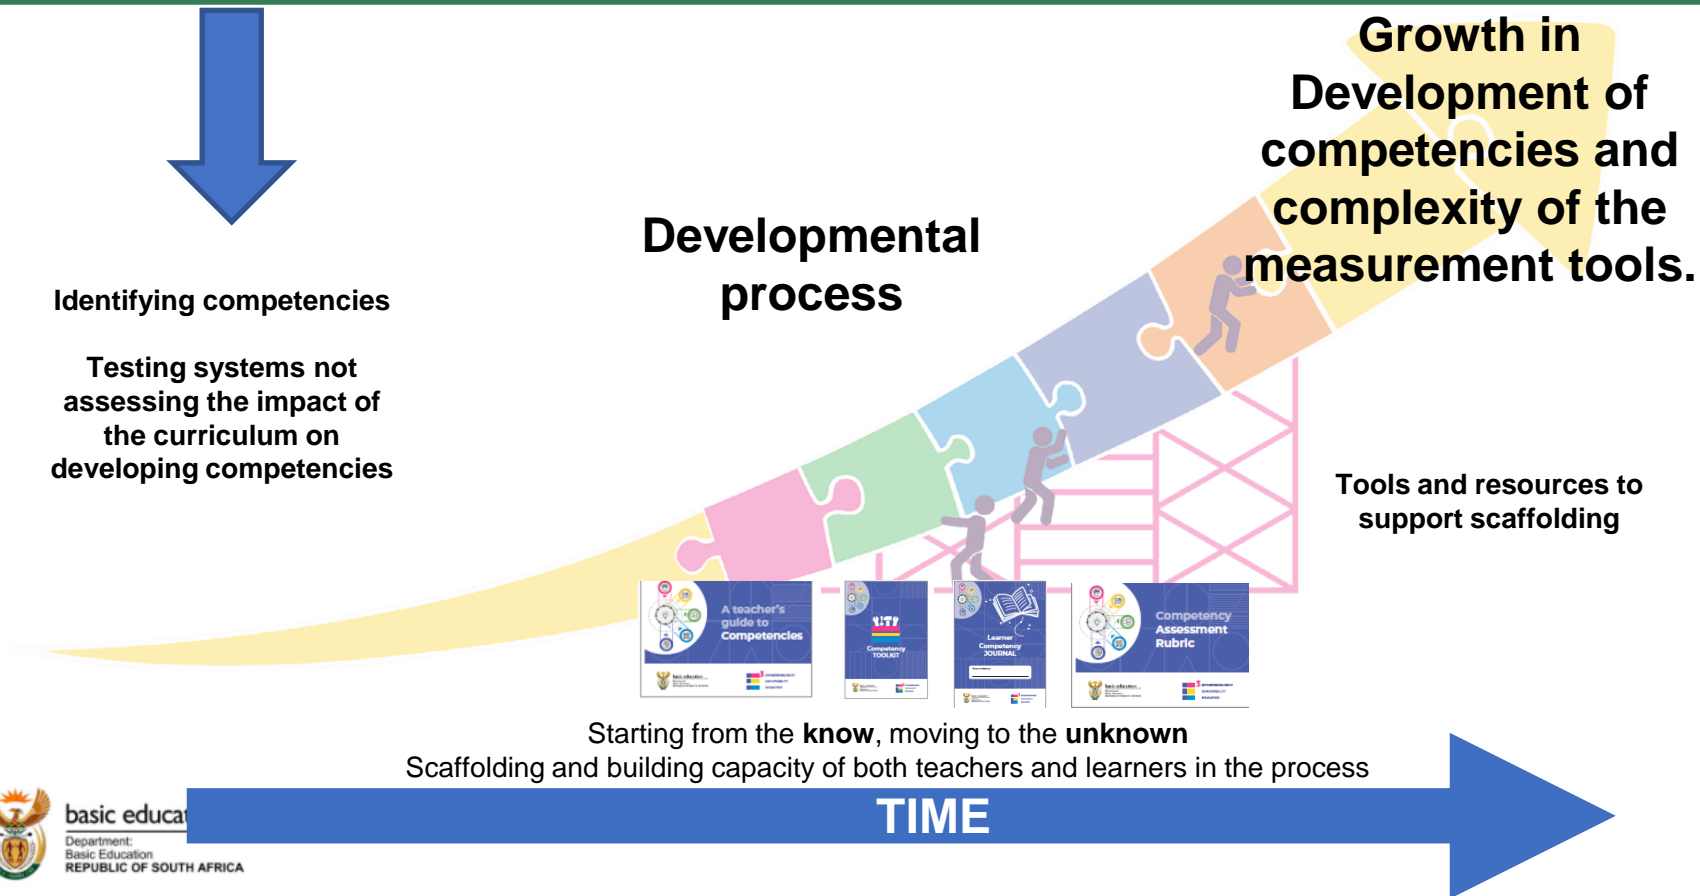 Growth in
Development of
competencies and
complexity of the
measurement tools.
Developmental
process
Identifying competencies
Testing systems not
assessing the impact of
the curriculum on
developing competencies
Tools and resources to
support scaffolding
A teacher's
guide to
Competencies
basic education
Competency
TOOLKIT
Learner
Competency
JOURNAL
Competency
Assessment
Rubric
Starting from the know, moving to the unknown
Scaffolding and building capacity of both teachers and learners in the process
TIME
basic educat
Department:
Basic Education
REPUBLIC OF SOUTH AFRICA